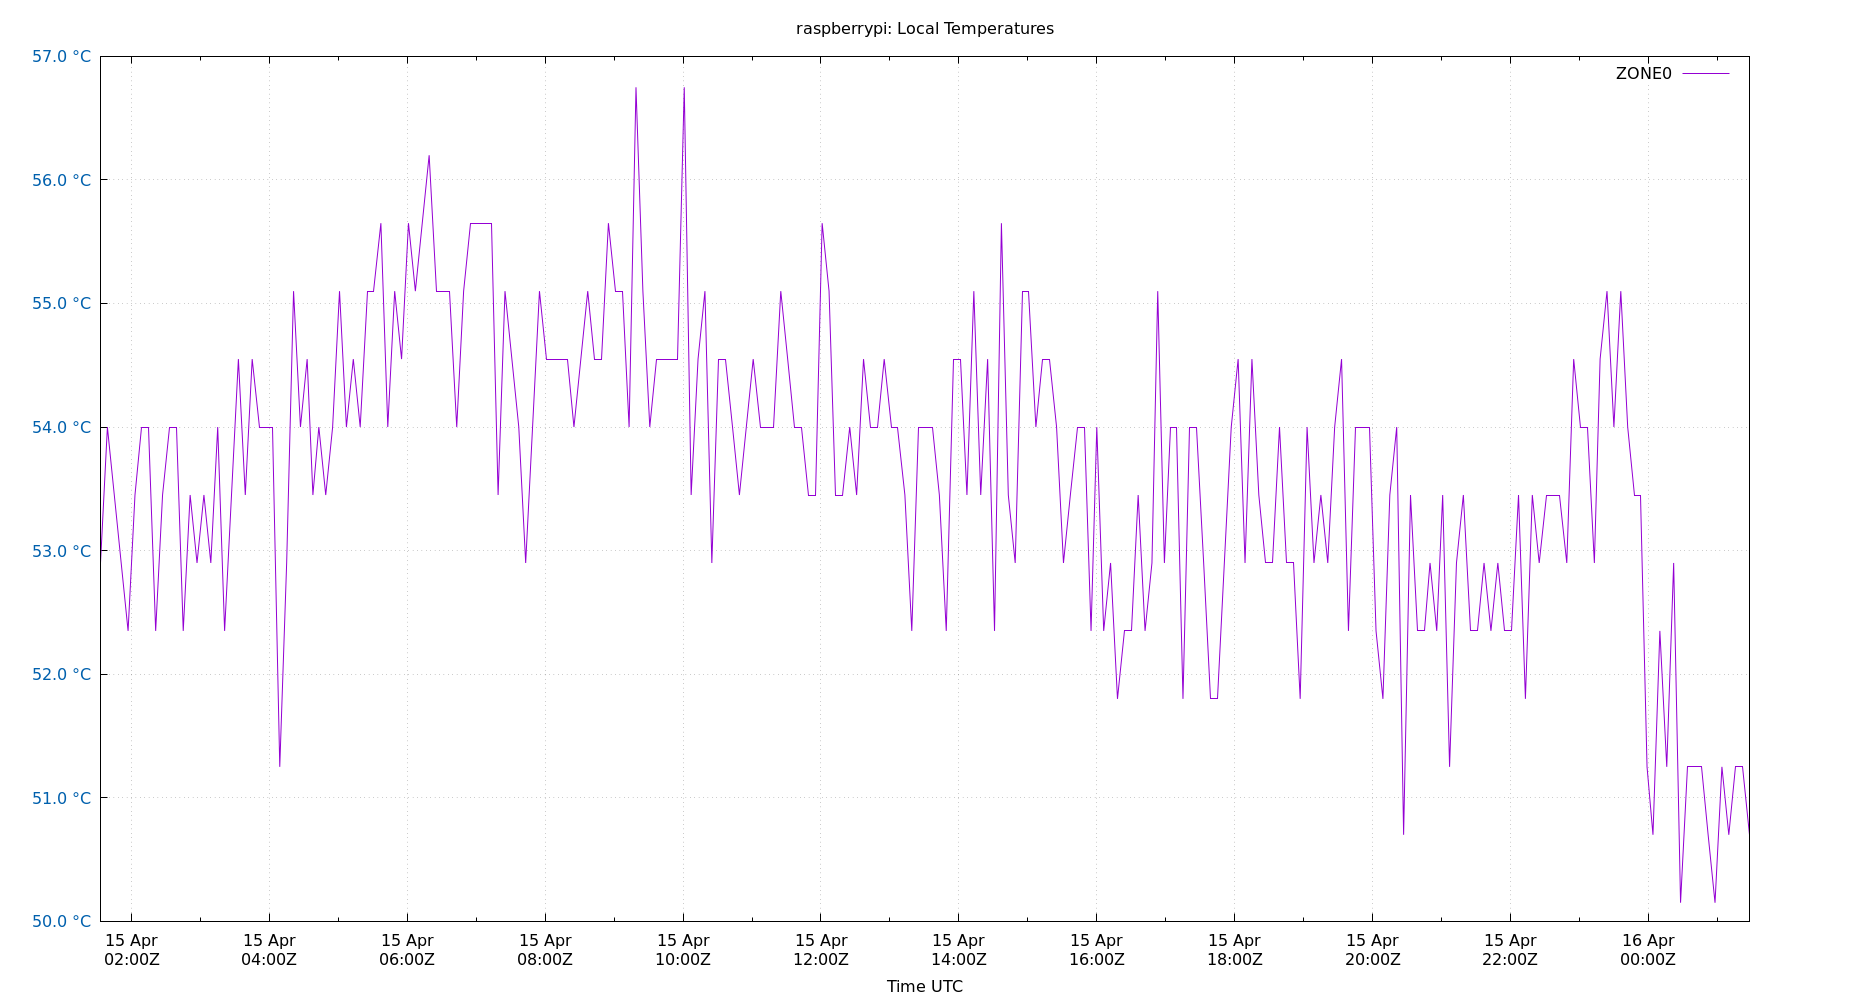 raspberrypi: Local Temperatures
57.0 °C
ZONE0
56.0 °C
55.0 °C
54.0 °C
53.0 °C
52.0 °C
51.0 °C
50.0 °C
15 Apr 15 Apr 15 Apr 15 Apr 15 Apr 15 Apr 15 Apr 15 Apr 15 Apr 15 Apr 15 Apr 16 Apr
02:00Z 04:00Z 06:00Z 08:00Z 10:00Z 12:00Z 14:00Z 16:00Z 18:00Z 20:00Z 22:00Z 00:00Z
Time UTC